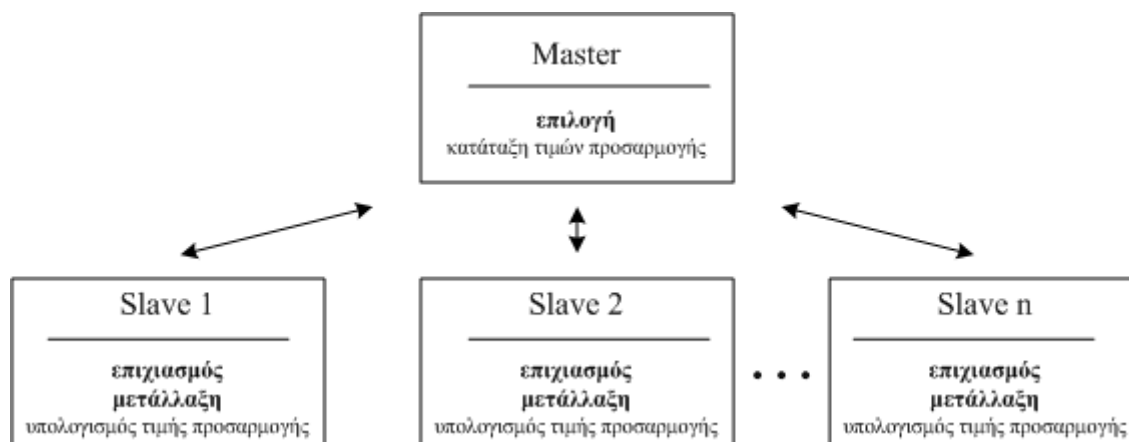 Master
επιλογή
κατάταξη τιμών προσαρμογής
Slave 1
επιχιασμός
μετάλλαξη
υπολογισμός τιμής προσαρμογής
Slave 2
επιχιασμός
μετάλλαξη
υπολογισμός τιμής προσαρμογής
. . .
Slave n
επιχιασμός
μετάλλαξη
υπολογισμός τιμής προσαρμογής